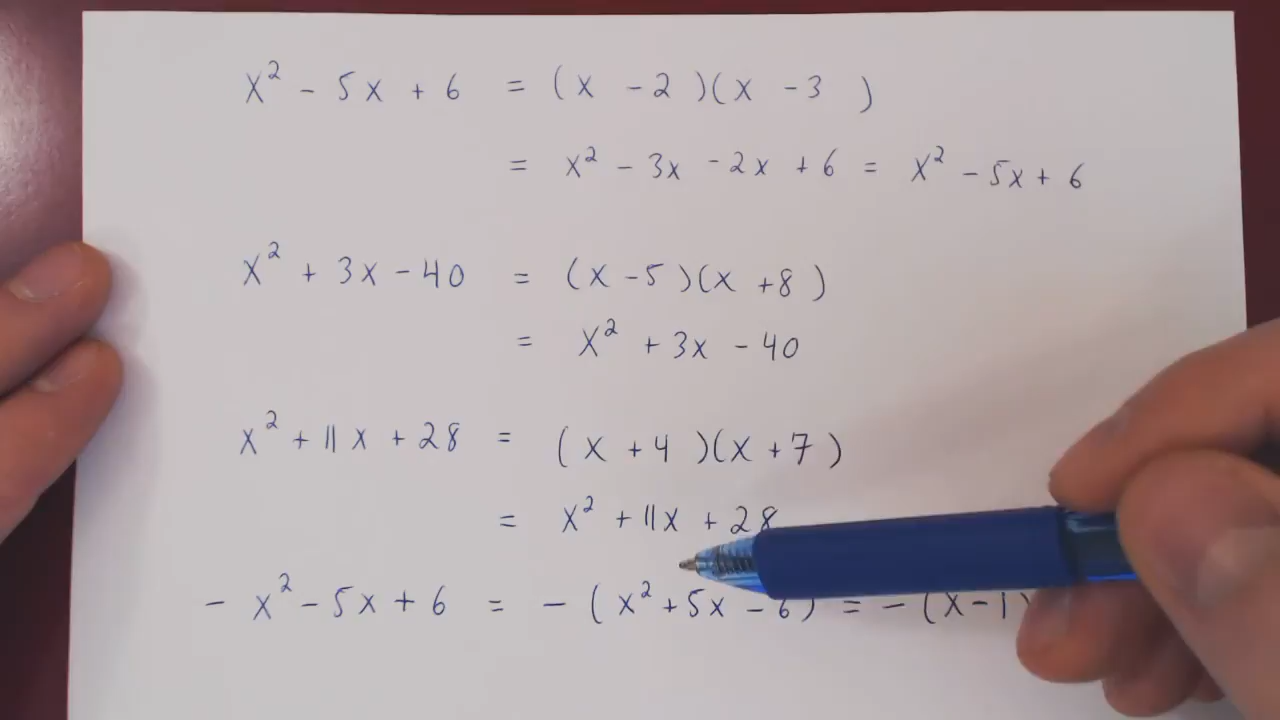 x² - 5x + 6 = (x - 2)(x - 3)
= x² - 3x - 2x + 6 = x² - 5x + 6
x² + 3x - 40 = (x - 5)(x + 8)
= x² + 3x - 40
x² + 11x + 28 = (x + 4)(x + 7)
= x² + 11x + 28
- x² - 5x + 6 = - (x² + 5x - 6) = - (x - 1)